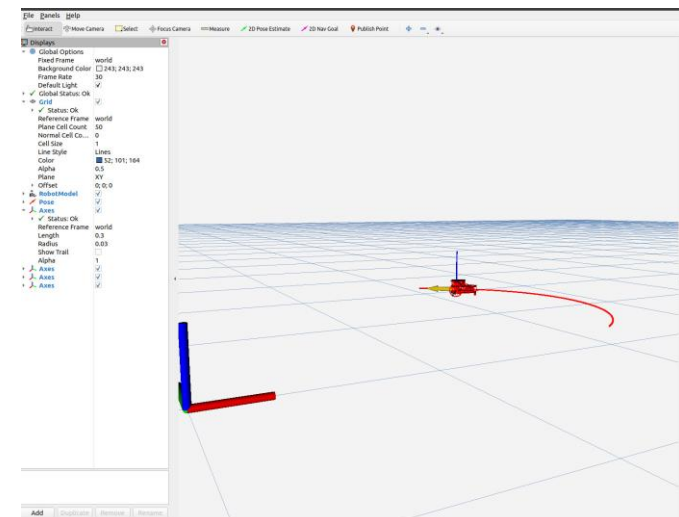 File Panels Help
Interact Move Camera Select Focus Camera Measure 2D Pose Estimate 2D Nav Goal Publish Point
Displays
Global Options
Fixed Frame world
Background Color 243; 243; 243
Frame Rate 30
Default Light
Global Status: Ok
Grid
Status: Ok
Reference Frame world
Plane Cell Count 50
Normal Cell Co... 0
Cell Size 1
Line Style Lines
Color 52; 101; 164
Alpha 0.5
Plane XY
Offset 0; 0; 0
RobotModel
Pose
Axes
Status: Ok
Reference Frame world
Length 0.3
Radius 0.03
Show Trail
Alpha 1
Axes
Axes
Axes
Add Duplicate Remove Rename